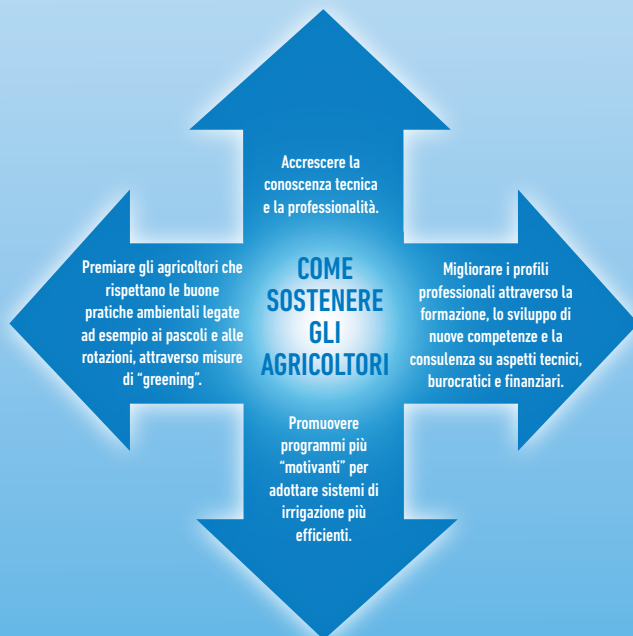 Accrescere la
conoscenza tecnica
e la professionalità.
Premiare gli agricoltori che
rispettano le buone
pratiche ambientali legate
ad esempio ai pascoli e alle
rotazioni, attraverso misure
di “greening”.
COME
SOSTENERE
GLI
AGRICOLTORI
Migliorare i profili
professionali attraverso la
formazione, lo sviluppo di
nuove competenze e la
consulenza su aspetti tecnici,
burocratici e finanziari.
Promuovere
programmi più
“motivanti” per
adottare sistemi di
irrigazione più
efficienti.